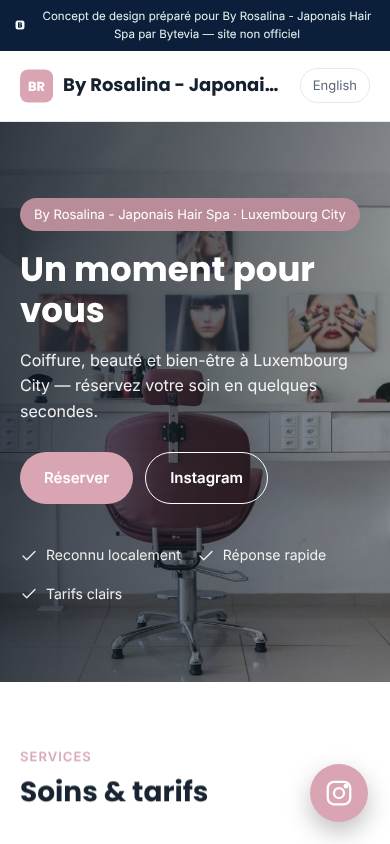 Concept de design préparé pour By Rosalina - Japonais Hair
Spa par Bytevia — site non officiel
BR
By Rosalina - Japonai...
English
By Rosalina - Japonais Hair Spa · Luxembourg City
Un moment pour
vous
Coiffure, beauté et bien-être à Luxembourg
City — réservez votre soin en quelques
secondes.
Réserver
Instagram
Reconnu localement
Réponse rapide
Tarifs clairs
SERVICES
Soins & tarifs